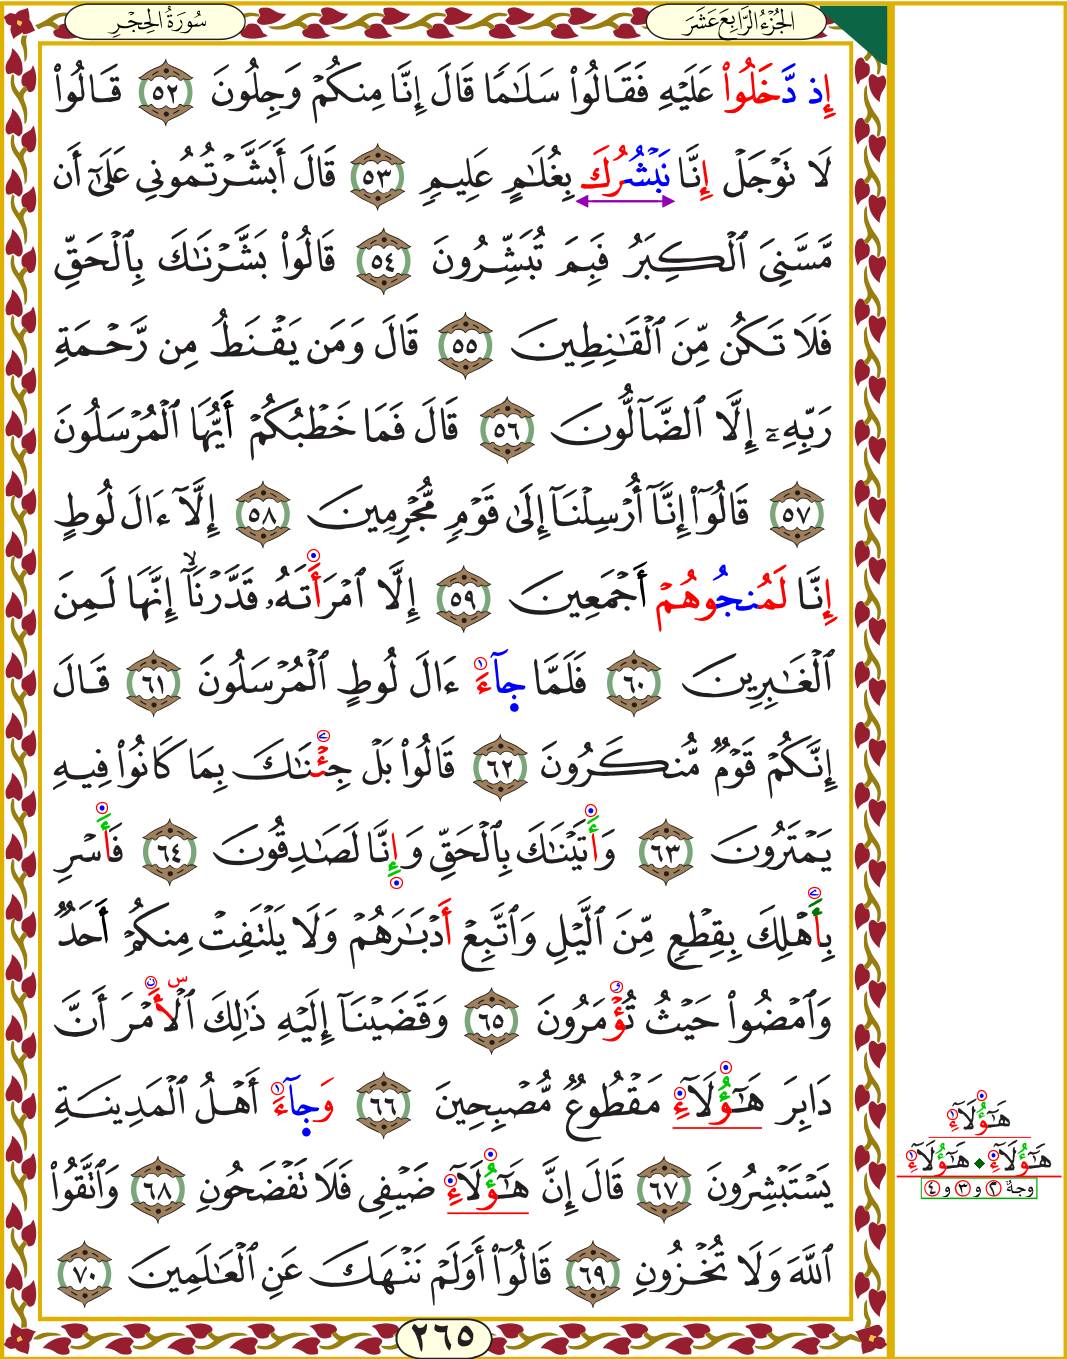 الجُزْءُ الرَّابِعَ عَشَرَ
سُورَةُ الحِجْرِ
إِذ دَّخَلُوا۟ عَلَيْهِ فَقَالُوا۟ سَلَـٰمًا قَالَ إِنَّا مِنكُمْ وَجِلُونَ ٥٢ قَالُوا۟
لَا تَوْجَلْ إِنَّا نَبْشُرُكَ بِغُلَـٰمٍ عَلِيمٍ ٥٣ قَالَ أَبَشَّرْتُمُونِى عَلَىٰٓ أَن
مَّسَّنِىَ ٱلْكِبَرُ فَبِمَ تُبَشِّرُونَ ٥٤ قَالُوا۟ بَشَّرْنَـٰكَ بِٱلْحَقِّ
فَلَا تَكُن مِّنَ ٱلْقَـٰنِطِينَ ٥٥ قَالَ وَمَن يَقْنَطُ مِن رَّحْمَةِ
رَبِّهِۦٓ إِلَّا ٱلضَّآلُّونَ ٥٦ قَالَ فَمَا خَطْبُكُمْ أَيُّهَا ٱلْمُرْسَلُونَ
٥٧ قَالُوٓا۟ إِنَّآ أُرْسِلْنَآ إِلَىٰ قَوْمٍ مُّجْرِمِينَ ٥٨ إِلَّآ ءَالَ لُوطٍ
إِنَّا لَمُنجُوهُمْ أَجْمَعِينَ ٥٩ إِلَّا ٱمْرَأَتَهُۥ قَدَّرْنَآ ۙ إِنَّهَا لَمِنَ
ٱلْغَـٰبِرِينَ ٦٠ فَلَمَّا جَآءَ ءَالَ لُوطٍ ٱلْمُرْسَلُونَ ٦١ قَالَ
إِنَّكُمْ قَوْمٌ مُّنكَرُونَ ٦٢ قَالُوا۟ بَلْ جِئْنَـٰكَ بِمَا كَانُوا۟ فِيهِ
يَمْتَرُونَ ٦٣ وَأَتَيْنَـٰكَ بِٱلْحَقِّ وَإِنَّا لَصَـٰدِقُونَ ٦٤ فَأَسْرِ
بِأَهْلِكَ بِقِطْعٍ مِّنَ ٱلَّيْلِ وَٱتَّبِعْ أَدْبَـٰرَهُمْ وَلَا يَلْتَفِتْ مِنكُمْ أَحَدٌ
وَٱمْضُوا۟ حَيْثُ تُؤْمَرُونَ ٦٥ وَقَضَيْنَآ إِلَيْهِ ذَٰلِكَ ٱلْأَمْرَ أَنَّ
دَابِرَ هَـٰٓؤُلَآءِ مَقْطُوعٌ مُّصْبِحِينَ ٦٦ وَجَآءَ أَهْلُ ٱلْمَدِينَةِ
يَسْتَبْشِرُونَ ٦٧ قَالَ إِنَّ هَـٰٓؤُلَآءِ ضَيْفِى فَلَا تَفْضَحُونِ ٦٨ وَٱتَّقُوا۟
ٱللَّهَ وَلَا تُخْزُونِ ٦٩ قَالُوٓا۟ أَوَلَمْ نَنْهَكَ عَنِ ٱلْعَـٰلَمِينَ ٧٠
٢٦٥
هَـٰٓؤُلَآءِ
هَـٰٓؤُلَآءِ ◆ هَـٰٓؤُلَآءِ
وجهٌ ٢ و ٣ و ٤